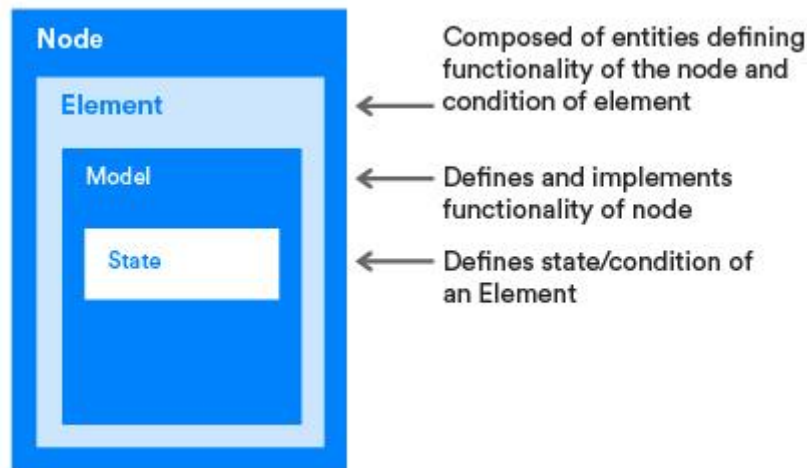 Node
Element
Model
State
Composed of entities defining
functionality of the node and
condition of element
Defines and implements
functionality of node
Defines state/condition of
an Element